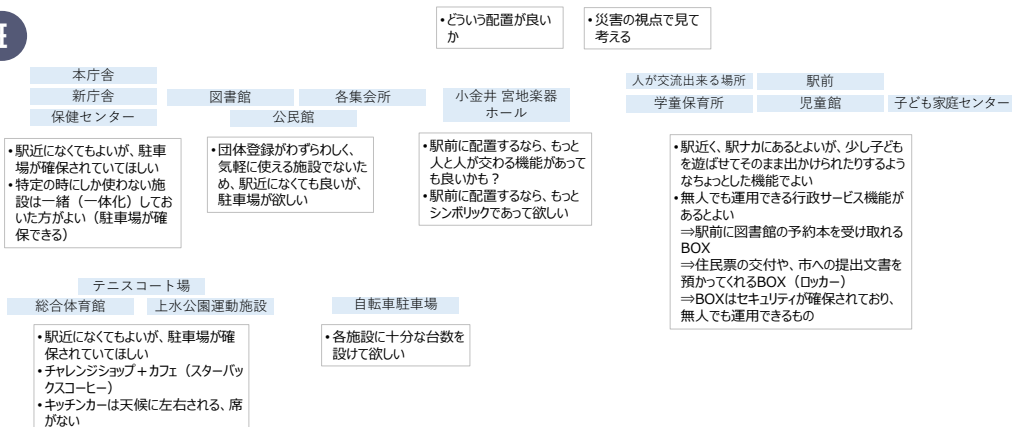 ・どういう配置が良い
か
・災害の視点で見て
考える
本庁舎
新庁舎
保健センター
・駅近になくてもよいが、駐車
場が確保されていてほしい
・特定の時にしか使わない施
設は一緒（一体化）してお
いた方がよい（駐車場が確
保できる）
図書館
各集会所
公民館
・団体登録がわずらわしく、
気軽に使える施設でないた
め、駅近になくても良いが、
駐車場が欲しい
小金井 宮地楽器
ホール
・駅前に配置するなら、もっと
人と人が交わる機能があって
も良いかも？
・駅前に配置するなら、もっと
シンボリックであって欲しい
人が交流出来る場所
駅前
学童保育所
児童館
子ども家庭センター
・駅近く、駅ナカにあるとよいが、少し子ども
を遊ばせてそのまま出かけられたりするよう
なちょっとした機能でよい
・無人でも運用できる行政サービス機能が
あるとよい
⇒駅前に図書館の予約本を受け取れる
BOX
⇒住民票の交付や、市への提出文書を
預かってくれるBOX（ロッカー）
⇒BOXはセキュリティが確保されており、
無人でも運用できるもの
テニスコート場
総合体育館
上水公園運動施設
・駅近になくてもよいが、駐車場が確
保されていてほしい
・チャレンジショップ＋カフェ（スターバッ
クスコーヒー）
・キッチンカーは天候に左右される、席
がない
自転車駐車場
・各施設に十分な台数を
設けて欲しい